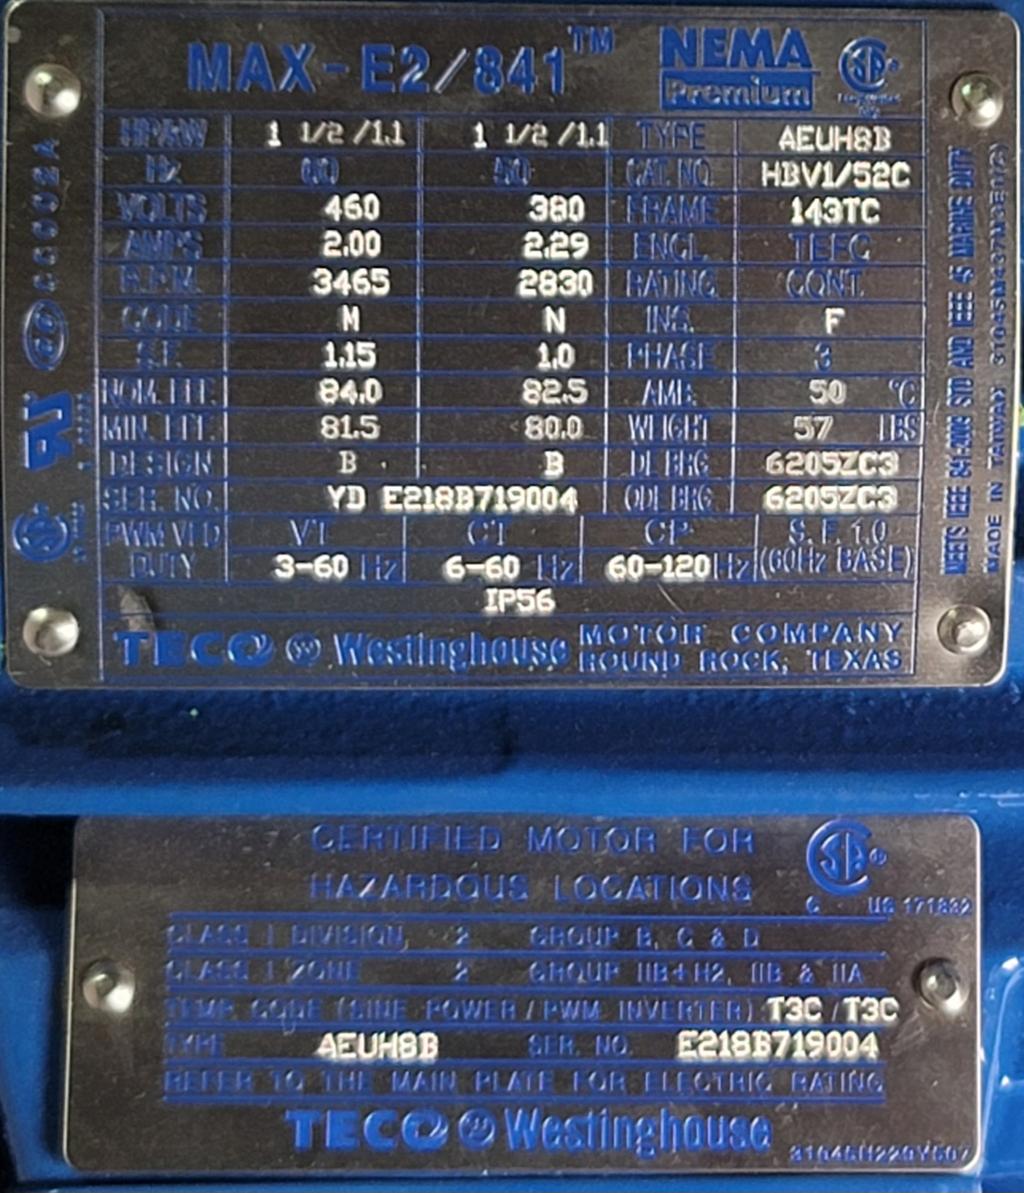 MAX-E2/841™ NEMA Premium
HP/kW 1 1/2 /1.1 1 1/2 /1.1 TYPE AEUH8B
Hz 60 50 CAT. NO. HBV1/52C
VOLTS 460 380 FRAME 143TC
AMPS 2.00 2.29 ENCL. TEFC
R.P.M. 3465 2830 RATING CONT.
CODE M N INS. F
S.F. 1.15 1.0 PHASE 3
NOM. EFF. 84.0 82.5 AMB. 50 °C
MIN. EFF. 81.5 80.0 WEIGHT 57 LBS
DESIGN B B DE BRG 6205ZC3
SER. NO. YD E218B719004 ODE BRG 6205ZC3
PWM VFD VT CT CP S.F. 1.0
DUTY 3-60 Hz 6-60 Hz 60-120 Hz (60Hz BASE)
IP56
TECO Westinghouse MOTOR COMPANY
ROUND ROCK, TEXAS
MEETS IEEE 841-2009 STD AND IEEE 45 MARINE DUTY
MADE IN TAIWAN
CERTIFIED MOTOR FOR
HAZARDOUS LOCATIONS
C US 171832
CLASS I DIVISION 2 GROUP B, C & D
CLASS I ZONE 2 GROUP IIB+H2, IIB & IIA
TEMP. CODE (SINE POWER/PWM INVERTER) T3C /T3C
TYPE AEUH8B SER. NO. E218B719004
REFER TO THE MAIN PLATE FOR ELECTRIC RATING
TECO Westinghouse
31045H220Y507